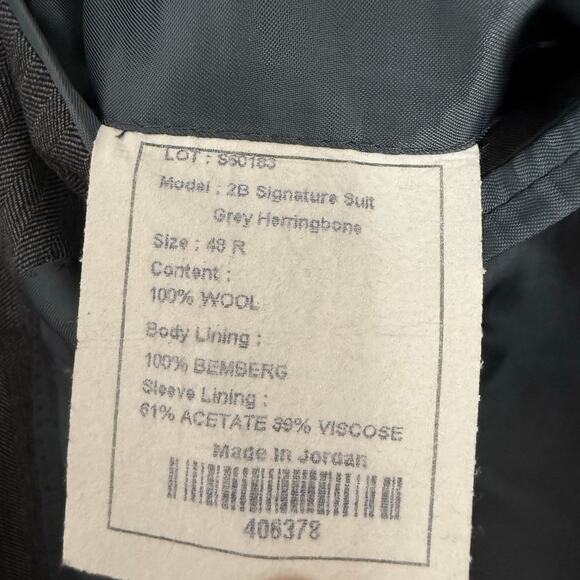 LOT : S60183
Model : 2B Signature Suit
Grey Herringbone
Size : 48 R
Content :
100% WOOL
Body Lining :
100% BEMBERG
Sleeve Lining :
61% ACETATE 39% VISCOSE
Made In Jordan
406378